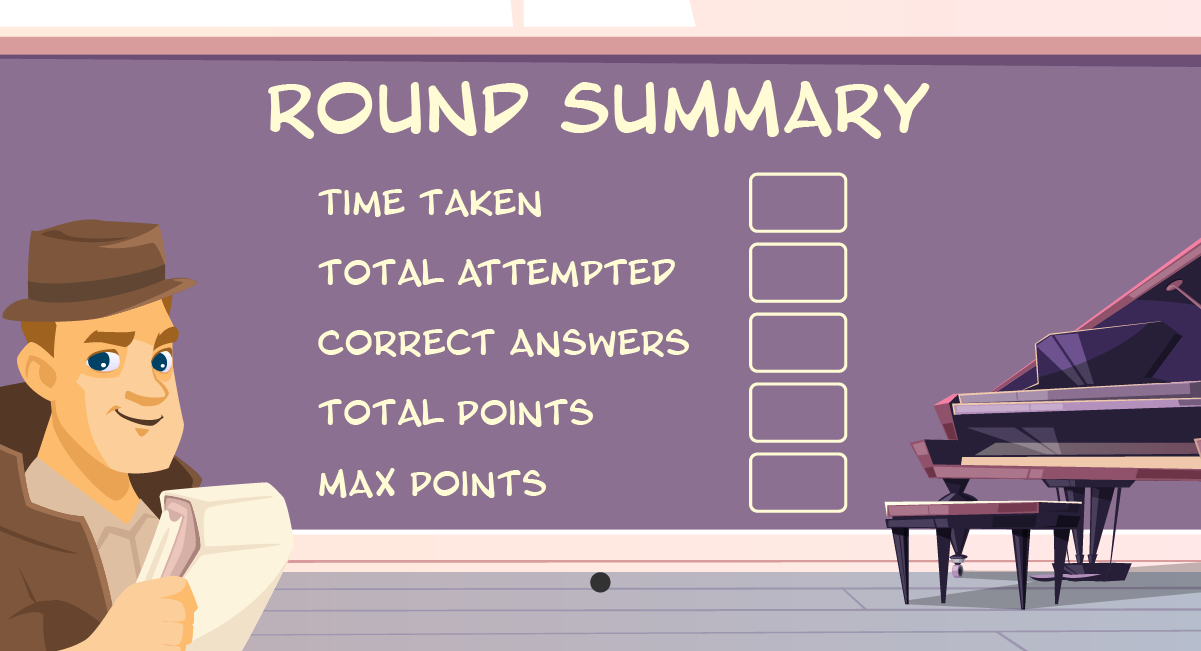 ROUND SUMMARY
TIME TAKEN
TOTAL ATTEMPTED
CORRECT ANSWERS
TOTAL POINTS
MAX POINTS